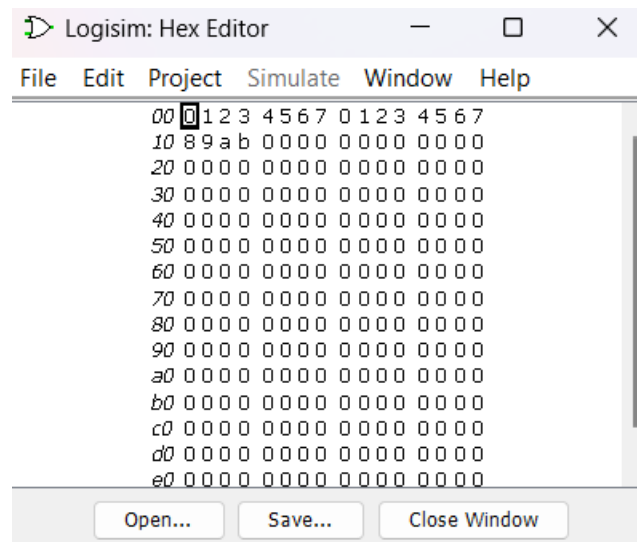 Logisim: Hex Editor
File Edit Project Simulate Window Help
00 0 1 2 3 4 5 6 7 0 1 2 3 4 5 6 7
10 8 9 a b 0 0 0 0 0 0 0 0 0 0 0 0
20 0 0 0 0 0 0 0 0 0 0 0 0 0 0 0 0
30 0 0 0 0 0 0 0 0 0 0 0 0 0 0 0 0
40 0 0 0 0 0 0 0 0 0 0 0 0 0 0 0 0
50 0 0 0 0 0 0 0 0 0 0 0 0 0 0 0 0
60 0 0 0 0 0 0 0 0 0 0 0 0 0 0 0 0
70 0 0 0 0 0 0 0 0 0 0 0 0 0 0 0 0
80 0 0 0 0 0 0 0 0 0 0 0 0 0 0 0 0
90 0 0 0 0 0 0 0 0 0 0 0 0 0 0 0 0
a0 0 0 0 0 0 0 0 0 0 0 0 0 0 0 0 0
b0 0 0 0 0 0 0 0 0 0 0 0 0 0 0 0 0
c0 0 0 0 0 0 0 0 0 0 0 0 0 0 0 0 0
d0 0 0 0 0 0 0 0 0 0 0 0 0 0 0 0 0
e0 0 0 0 0 0 0 0 0 0 0 0 0 0 0 0 0
Open... Save... Close Window